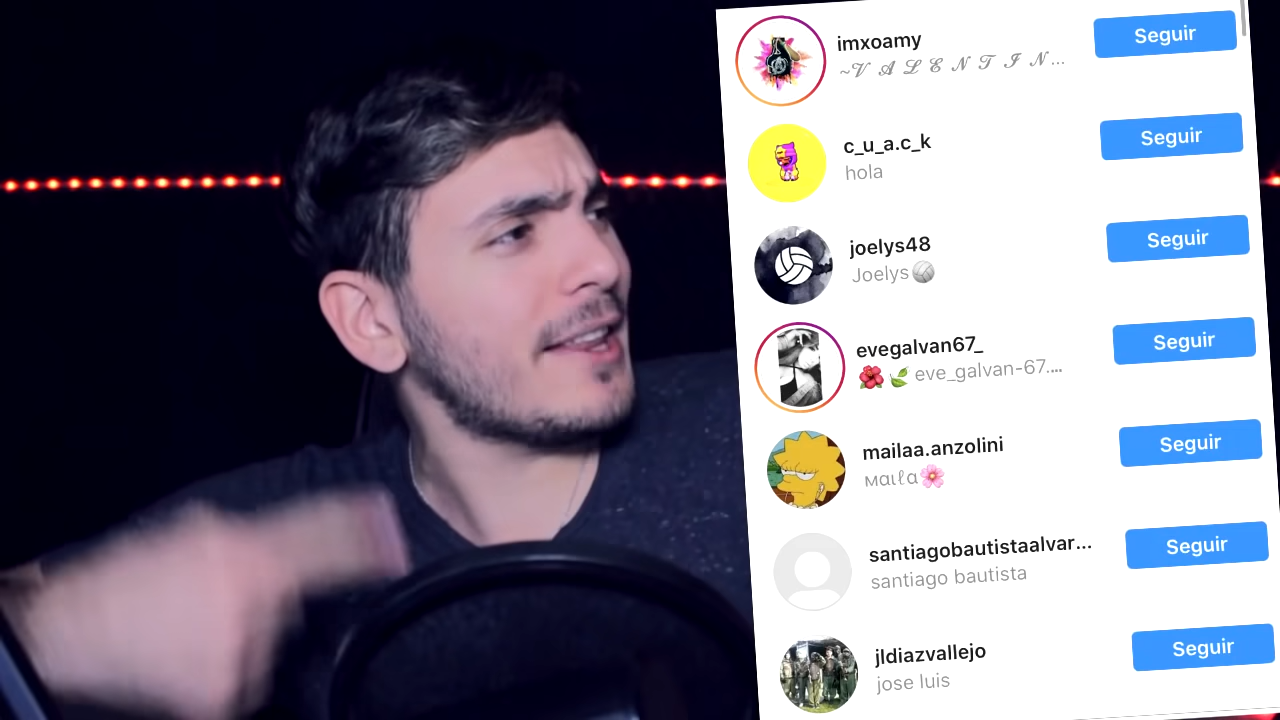 imxoamy
Seguir
~𝒱 𝒜 ℒ ℰ 𝒩 𝒯 ℐ 𝒩...
c_u_a.c_k
Seguir
hola
joelys48
Seguir
Joelys🏐
evegalvan67_
Seguir
🌺🍃 eve_galvan-67....
mailaa.anzolini
Seguir
мαιℓα🌸
santiagobautistaalvar...
Seguir
santiago bautista
jldiazvallejo
Seguir
jose luis